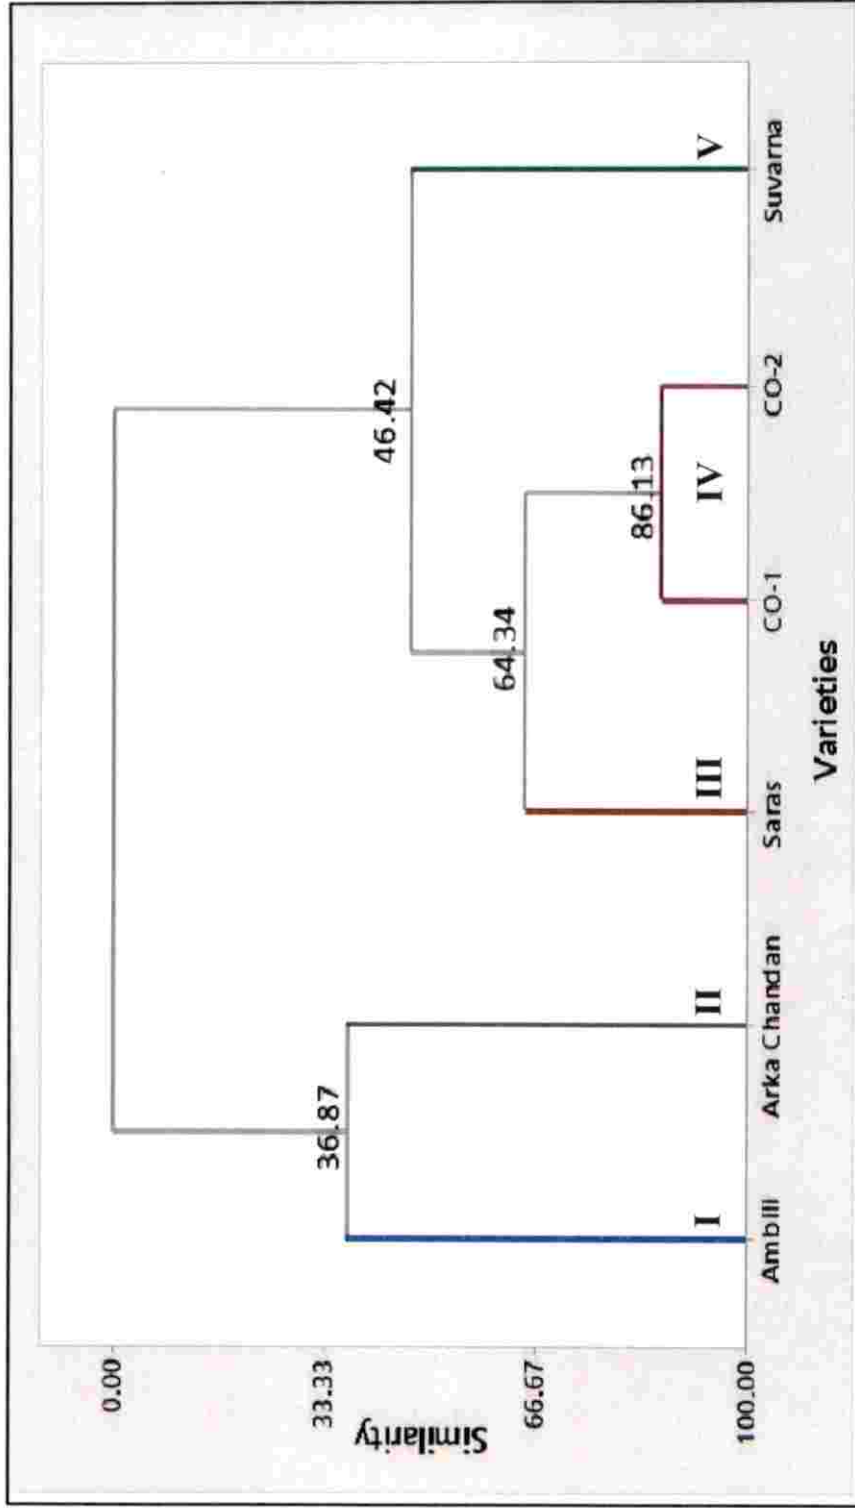 Similarity
0.00
33.33
66.67
100.00
36.87
46.42
64.34
86.13
I
II
III
IV
V
Ambili
Arka Chandan
Saras
CO-1
CO-2
Suvarna
Varieties